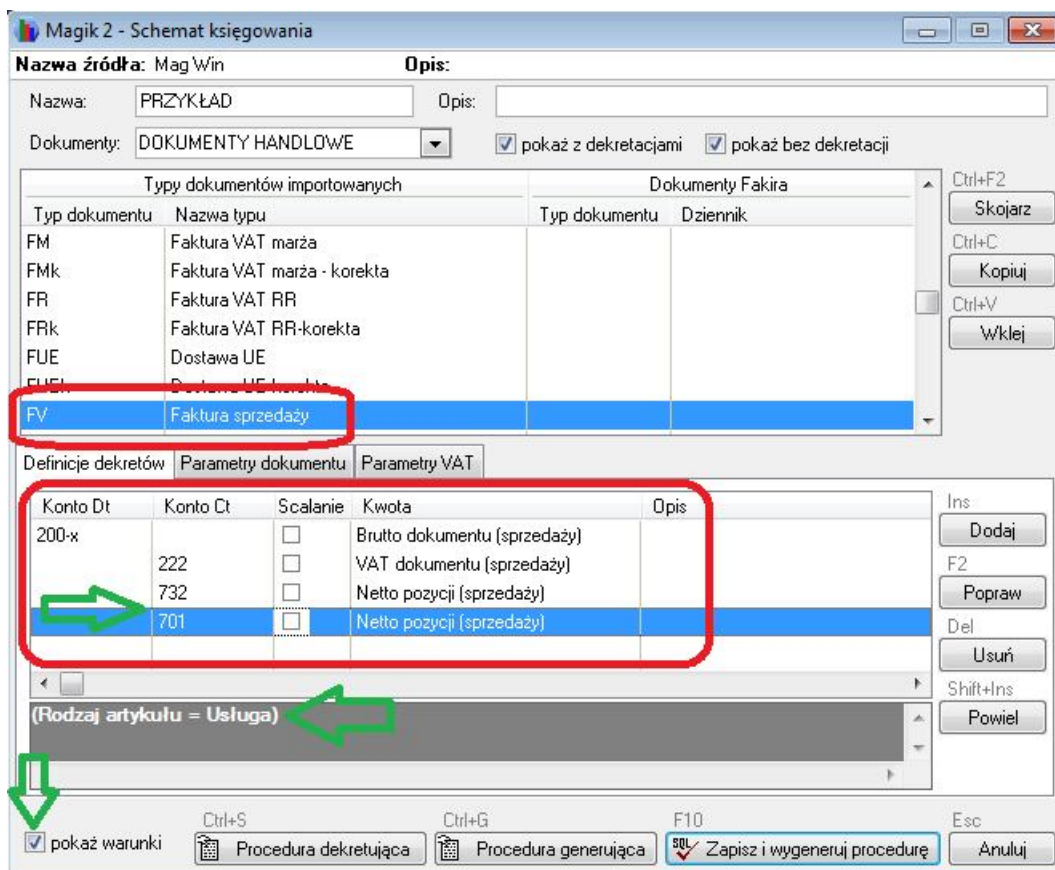 Magik 2 - Schemat księgowania
Nazwa źródła: Mag Win Opis:
Nazwa: PRZYKŁAD Opis:
Dokumenty: DOKUMENTY HANDLOWE pokaż z dekretacjami pokaż bez dekretacji
Typy dokumentów importowanych Dokumenty Fakira Ctrl+F2
Typ dokumentu Nazwa typu Typ dokumentu Dziennik Skojarz
FM Faktura VAT marża Ctrl+C
FMk Faktura VAT marża - korekta Kopiuj
FR Faktura VAT RR Ctrl+V
FRk Faktura VAT RR-korekta Wklej
FUE Dostawa UE
FUEk Dostawa UE korekta
FV Faktura sprzedaży
Definicje dekretów Parametry dokumentu Parametry VAT
Konto Dt Konto Ct Scalanie Kwota Opis Ins
200-x Brutto dokumentu (sprzedaży) Dodaj
222 VAT dokumentu (sprzedaży) F2
732 Netto pozycji (sprzedaży) Popraw
701 Netto pozycji (sprzedaży) Del
Usuń
Shift+Ins
(Rodzaj artykułu = Usługa) Powiel
Ctrl+S Ctrl+G F10 Esc
pokaż warunki Procedura dekretująca Procedura generująca SQL Zapisz i wygeneruj procedurę Anuluj